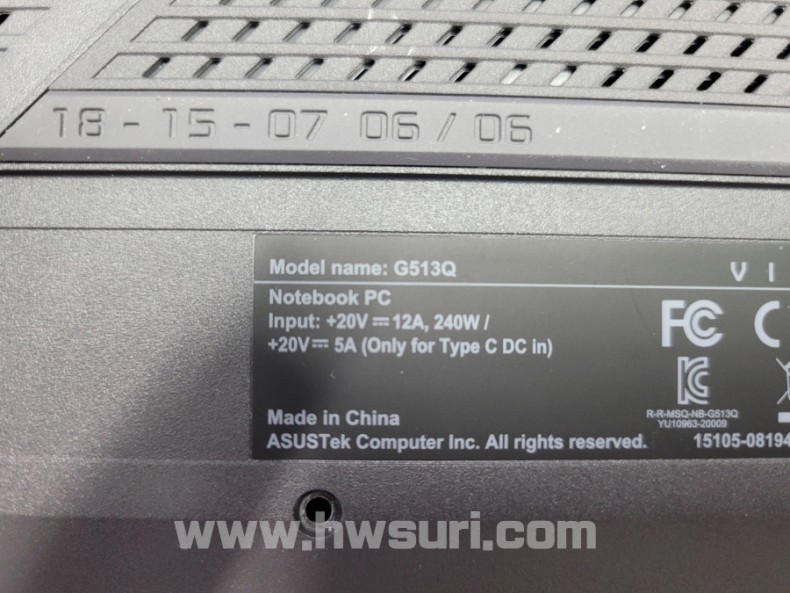 18-15-07 06/06
Model name: G513Q
V I
Notebook PC
Input: +20V ⎓ 12A, 240W /
+20V ⎓ 5A (Only for Type C DC in)
FC
C
R-R-MSQ-NB-G513Q
YU10963-20009
Made in China
ASUSTek Computer Inc. All rights reserved.
15105-08194
www.hwsuri.com